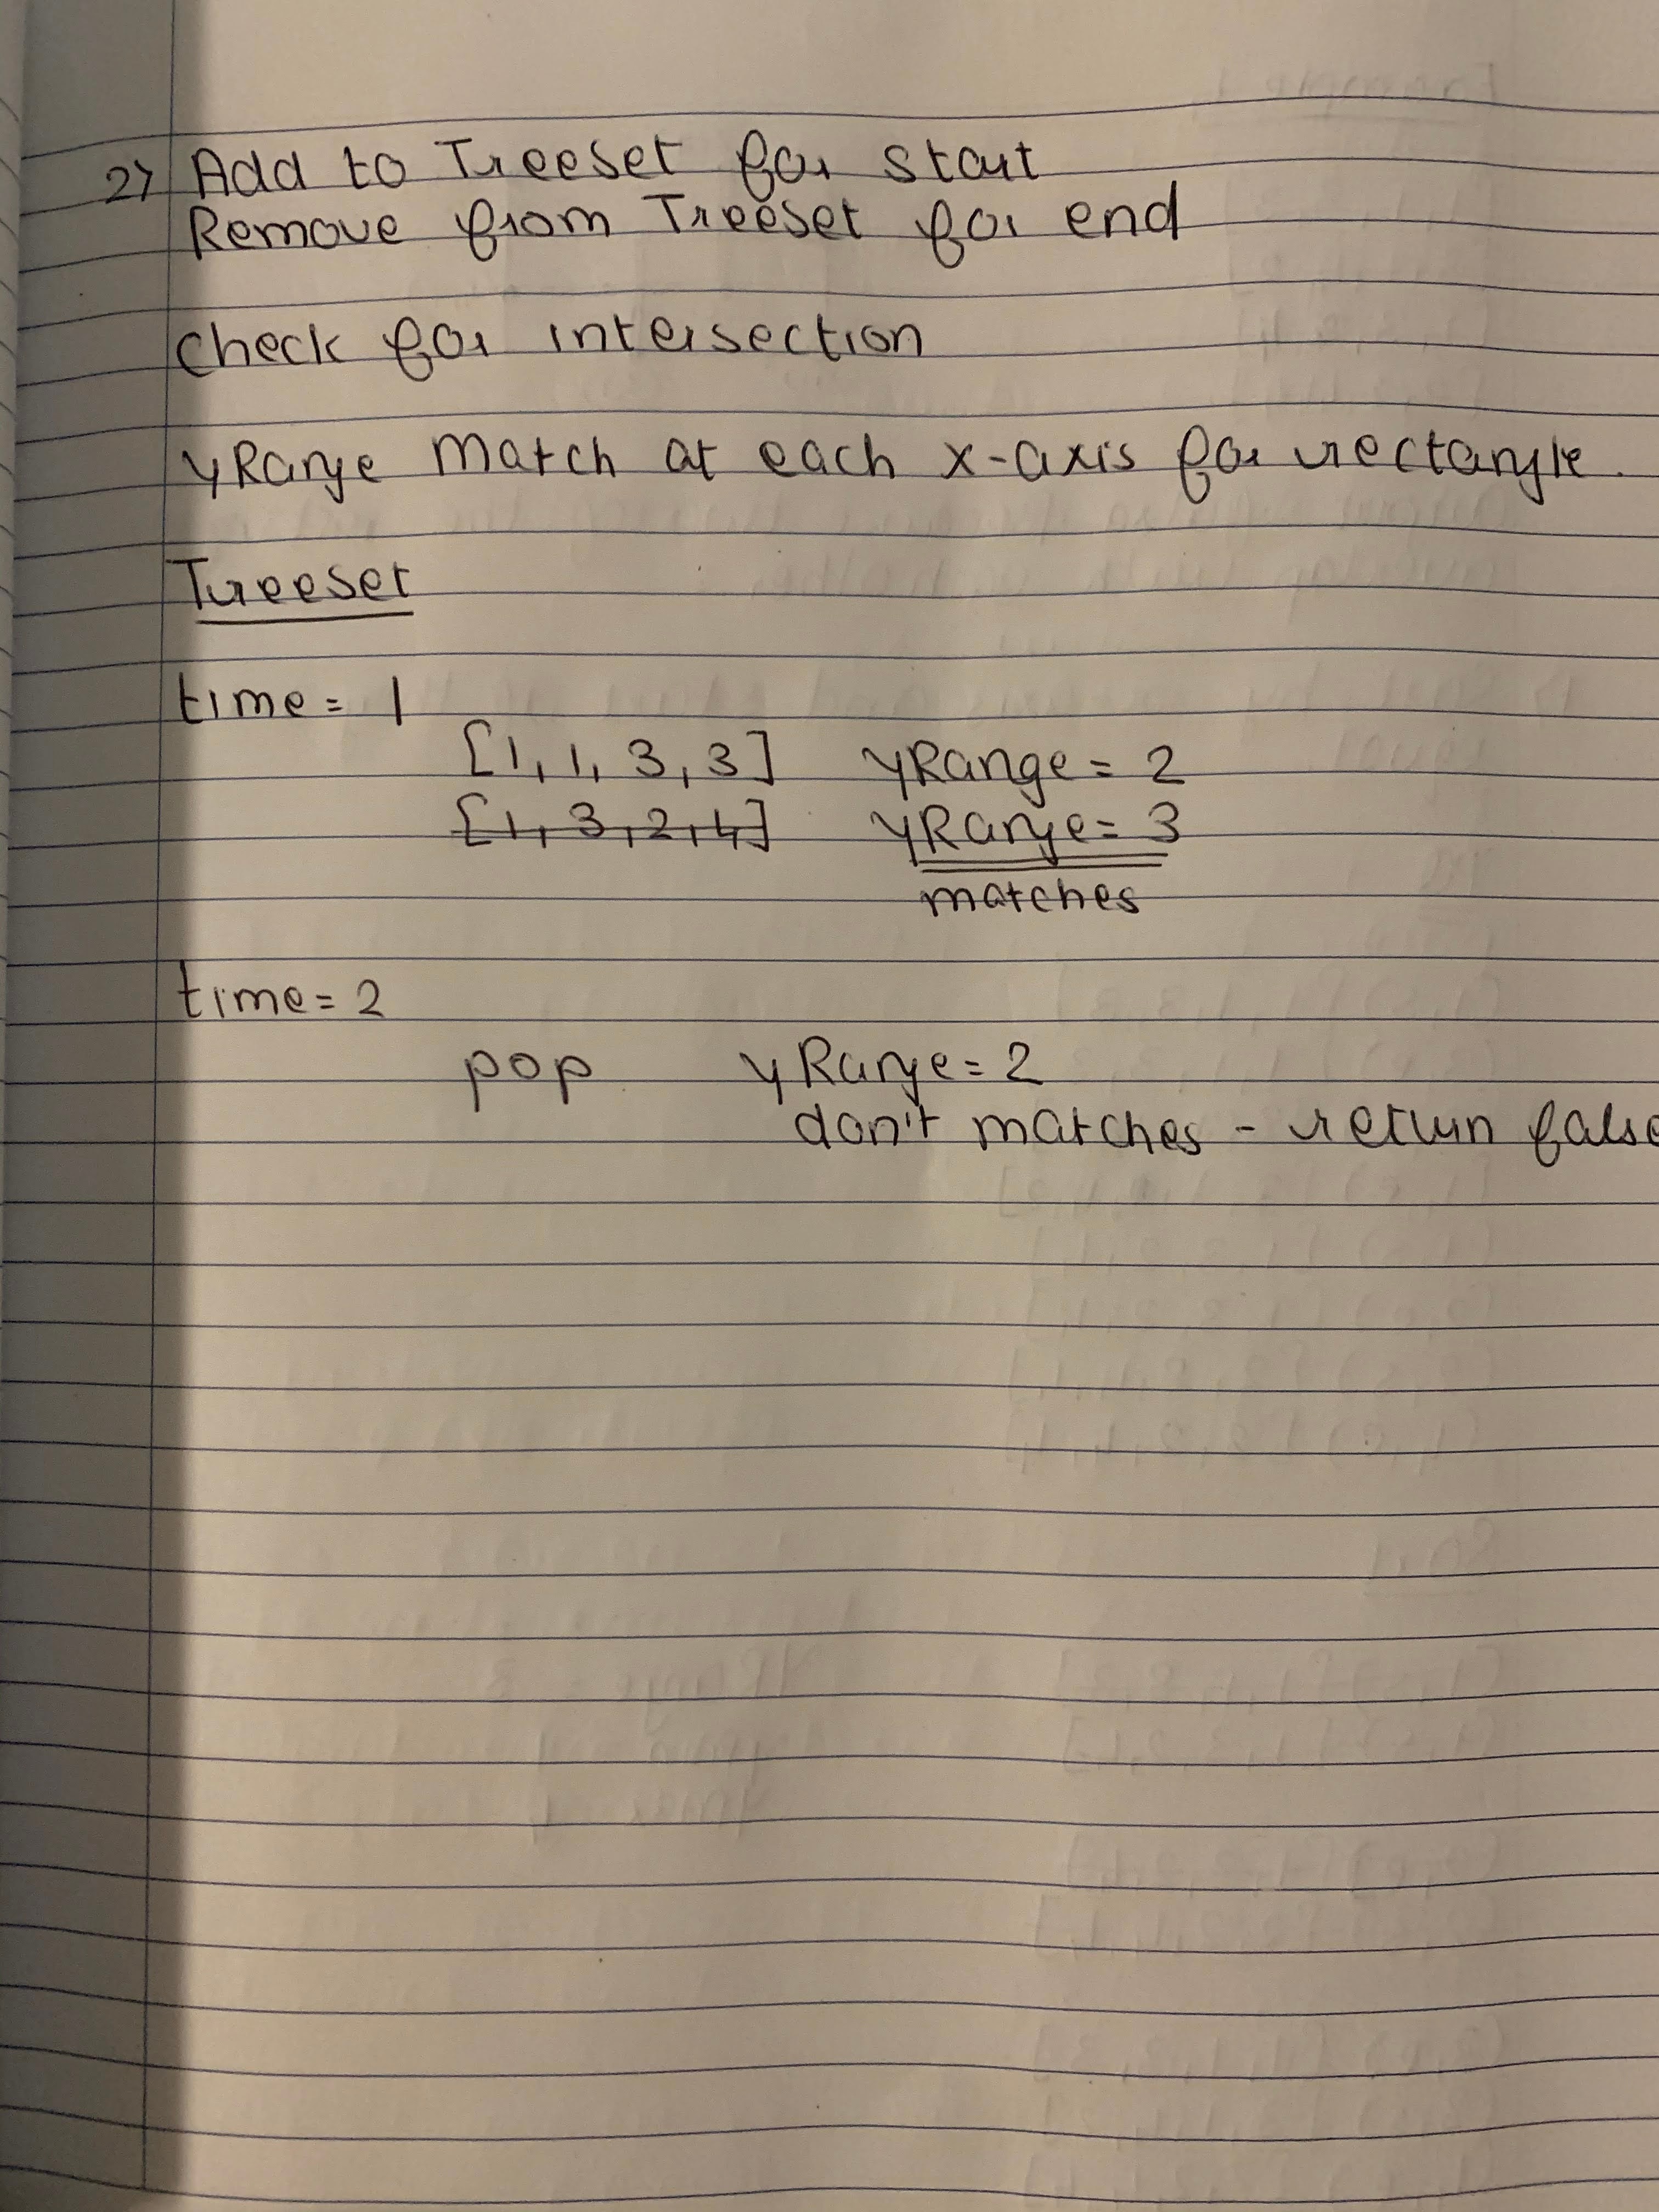 2) Add to Treeset for start
Remove from Treeset for end
check for intersection
yRange match at each x-axis for rectangle.
Treeset
time = 1
[1, 1, 3, 3] yRange = 2
[1, 3, 2, 4] yRange = 3
matches
time = 2
pop yRange = 2
don't matches - return false